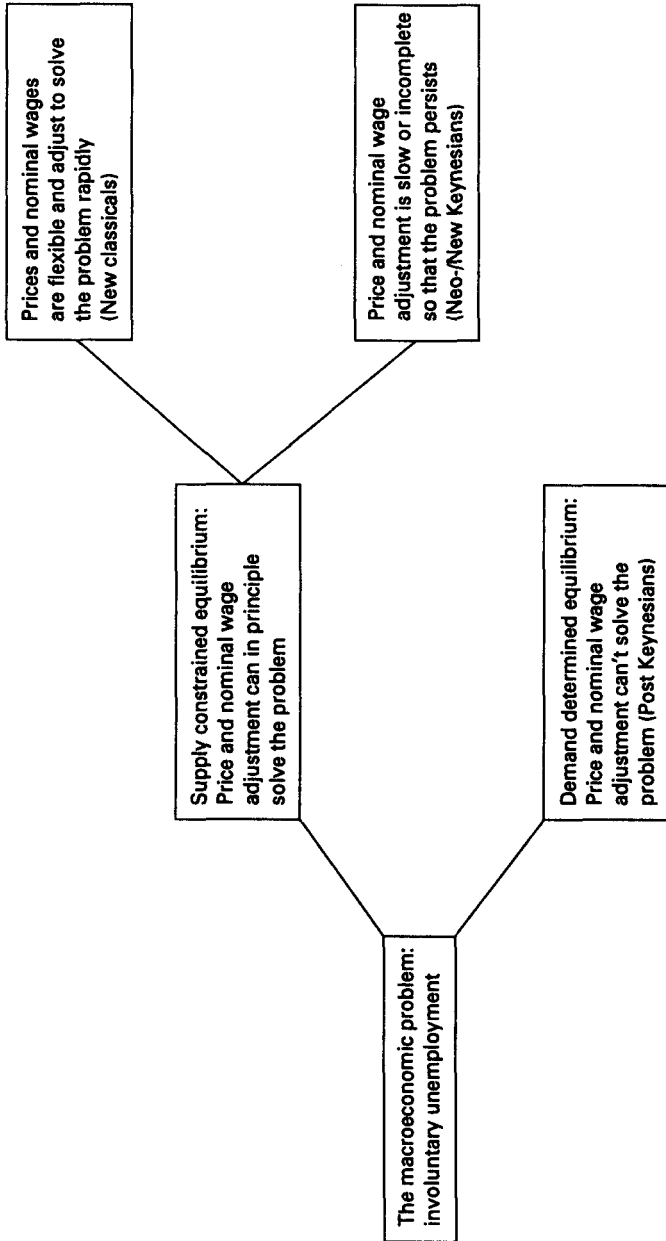 The macroeconomic problem:
involuntary unemployment
Supply constrained equilibrium:
Price and nominal wage
adjustment can in principle
solve the problem
Demand determined equilibrium:
Price and nominal wage
adjustment can't solve the
problem (Post Keynesians)
Prices and nominal wages
are flexible and adjust to solve
the problem rapidly
(New classicals)
Price and nominal wage
adjustment is slow or incomplete
so that the problem persists
(Neo-/New Keynesians)